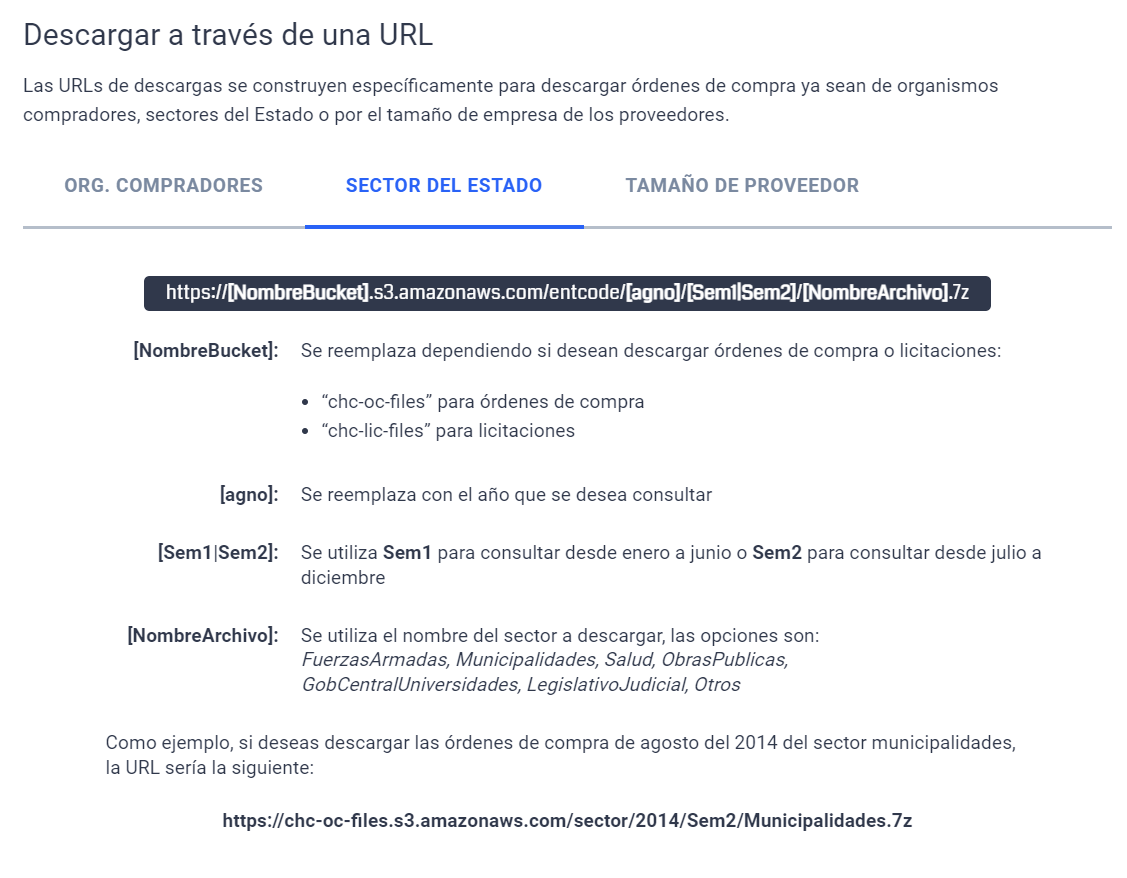 Descargar a través de una URL
Las URLs de descargas se construyen específicamente para descargar órdenes de compra ya sean de organismos
compradores, sectores del Estado o por el tamaño de empresa de los proveedores.
ORG. COMPRADORES SECTOR DEL ESTADO TAMAÑO DE PROVEEDOR
https://[NombreBucket].s3.amazonaws.com/entcode/[agno]/[Sem1|Sem2]/[NombreArchivo].7z
[NombreBucket]: Se reemplaza dependiendo si desean descargar órdenes de compra o licitaciones:
• “chc-oc-files” para órdenes de compra
• “chc-lic-files” para licitaciones
[agno]: Se reemplaza con el año que se desea consultar
[Sem1|Sem2]: Se utiliza Sem1 para consultar desde enero a junio o Sem2 para consultar desde julio a
diciembre
[NombreArchivo]: Se utiliza el nombre del sector a descargar, las opciones son:
FuerzasArmadas, Municipalidades, Salud, ObrasPublicas,
GobCentralUniversidades, LegislativoJudicial, Otros
Como ejemplo, si deseas descargar las órdenes de compra de agosto del 2014 del sector municipalidades,
la URL sería la siguiente:
https://chc-oc-files.s3.amazonaws.com/sector/2014/Sem2/Municipalidades.7z